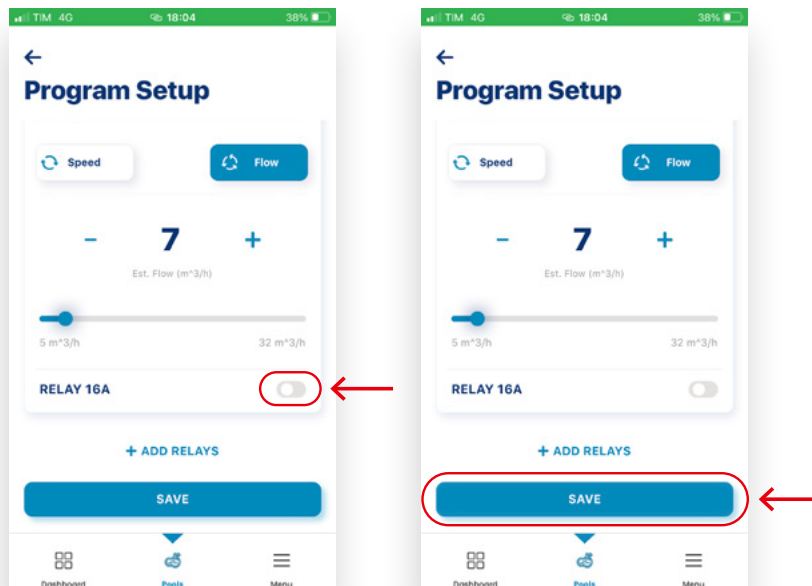 TIM 4G 18:04 38%
Program Setup
Speed Flow
- 7 +
Est. Flow (m^3/h)
5 m^3/h 32 m^3/h
RELAY 16A
+ ADD RELAYS
SAVE
Dashboard Pools Menu
TIM 4G 18:04 38%
Program Setup
Speed Flow
- 7 +
Est. Flow (m^3/h)
5 m^3/h 32 m^3/h
RELAY 16A
+ ADD RELAYS
SAVE
Dashboard Pools Menu